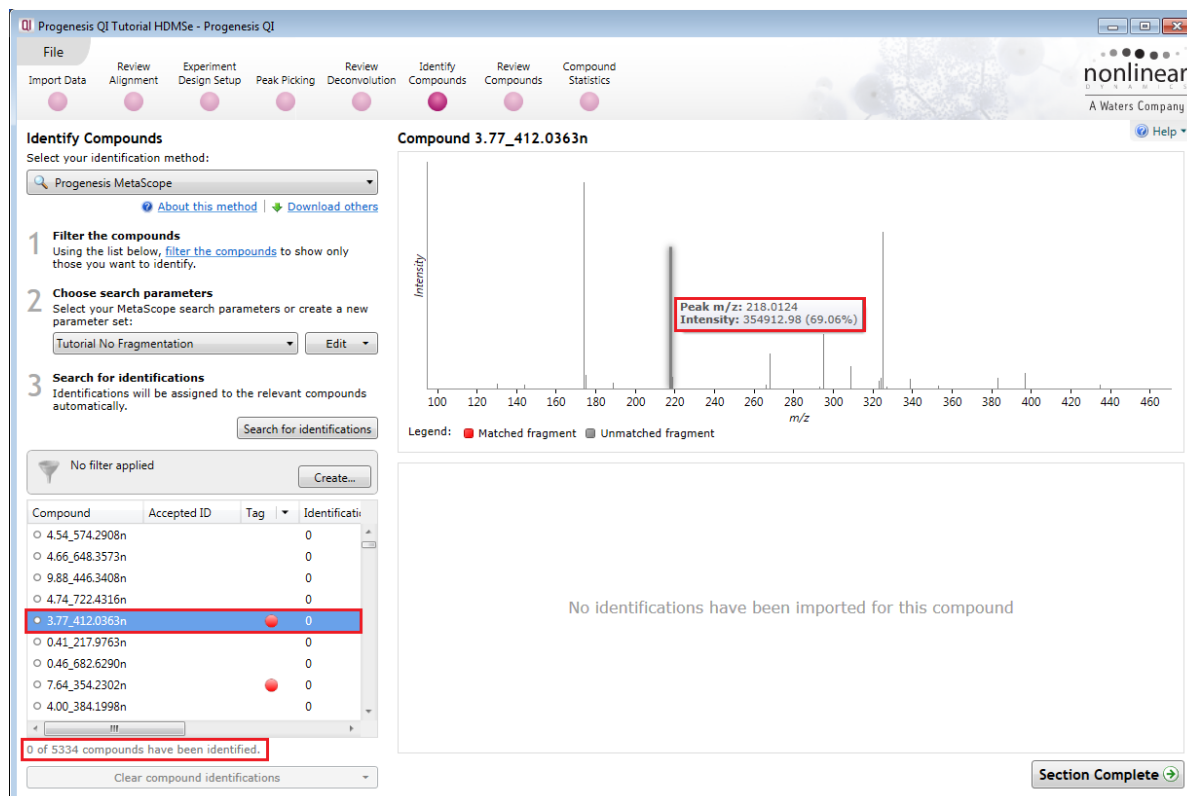 Progenesis QI Tutorial HDMSe - Progenesis QI
File
Import Data
Review
Alignment
Experiment
Design Setup
Peak Picking
Review
Deconvolution
Identify
Compounds
Review
Compounds
Compound
Statistics
nonlinear
DYNAMICS
A Waters Company
Help
Identify Compounds
Select your identification method:
Progenesis MetaScope
About this method
Download others
1
Filter the compounds
Using the list below, filter the compounds to show only
those you want to identify.
2
Choose search parameters
Select your MetaScope search parameters or create a new
parameter set:
Tutorial No Fragmentation
Edit
3
Search for identifications
Identifications will be assigned to the relevant compounds
automatically.
Search for identifications
No filter applied
Create...
Compound Accepted ID Tag Identificati
4.54_574.2908n 0
4.66_648.3573n 0
9.88_446.3408n 0
4.74_722.4316n 0
3.77_412.0363n 0
0.41_217.9763n 0
0.46_682.6290n 0
7.64_354.2302n 0
4.00_384.1998n 0
0 of 5334 compounds have been identified.
Clear compound identifications
Compound 3.77_412.0363n
Intensity
Peak m/z: 218.0124
Intensity: 354912.98 (69.06%)
100 120 140 160 180 200 220 240 260 280 300 320 340 360 380 400 420 440 460
m/z
Legend: Matched fragment Unmatched fragment
No identifications have been imported for this compound
Section Complete